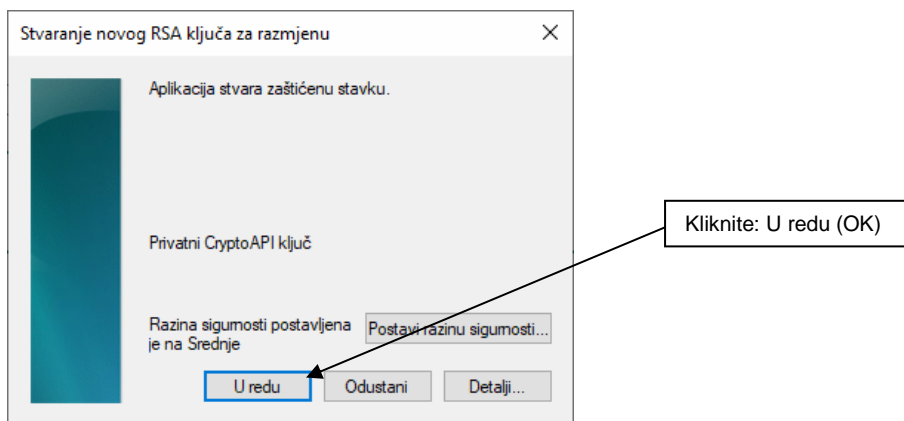 Stvaranje novog RSA ključa za razmjenu
Aplikacija stvara zaštićenu stavku.
Privatni CryptoAPI ključ
Kliknite: U redu (OK)
Razina sigurnosti postavljena
je na Srednje
Postavi razinu sigurnosti...
U redu
Odustani
Detalji...